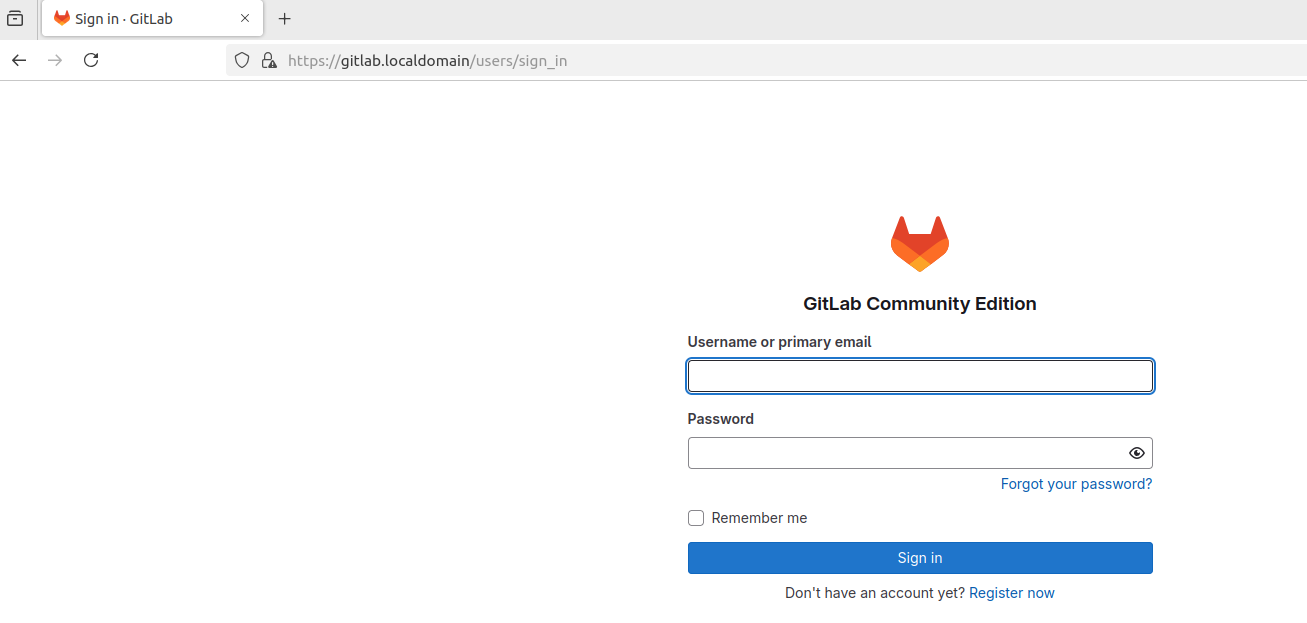 Sign in · GitLab
https://gitlab.localdomain/users/sign_in
GitLab Community Edition
Username or primary email
Password
Forgot your password?
Remember me
Sign in
Don't have an account yet? Register now